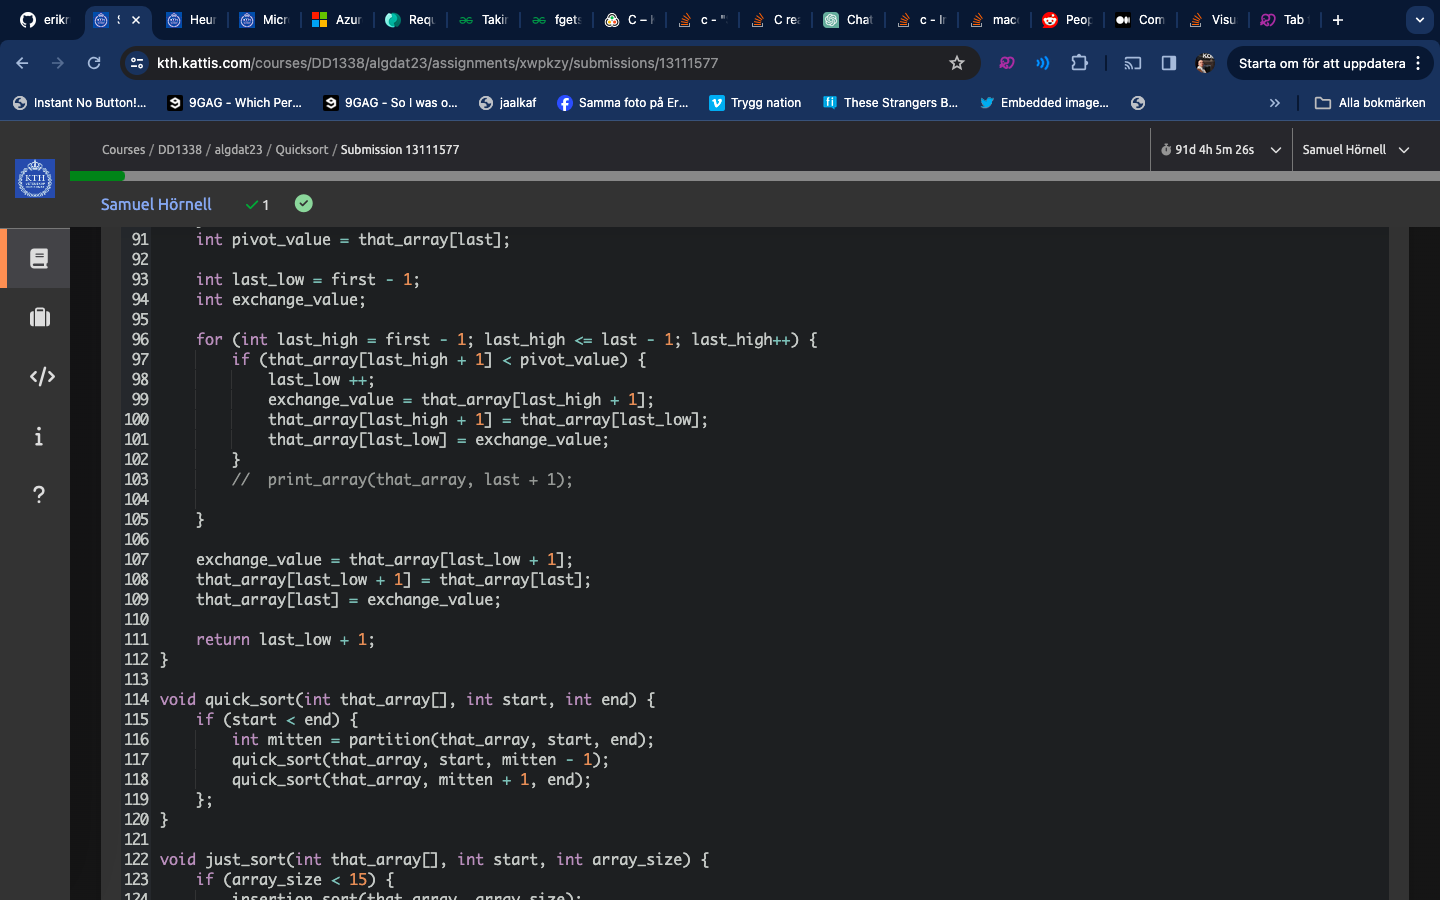 erikr
S
Heur
Micr
Azur
Requ
Takir
fgets
C – H
c - "
C rea
Chat
c - Ir
mac
Peop
Com
Visu
Tab
kth.kattis.com/courses/DD1338/algdat23/assignments/xwpkzy/submissions/13111577
Starta om för att uppdatera
Instant No Button!...
9GAG - Which Per...
9GAG - So I was o...
jaalkaf
Samma foto på Er...
Trygg nation
These Strangers B...
Embedded image...
»
Alla bokmärken
KTH
Courses / DD1338 / algdat23 / Quicksort / Submission 13111577
91d 4h 5m 26s
Samuel Hörnell
Samuel Hörnell
1
91 int pivot_value = that_array[last];
92
93 int last_low = first - 1;
94 int exchange_value;
95
96 for (int last_high = first - 1; last_high <= last - 1; last_high++) {
97 if (that_array[last_high + 1] < pivot_value) {
98 last_low ++;
99 exchange_value = that_array[last_high + 1];
100 that_array[last_high + 1] = that_array[last_low];
101 that_array[last_low] = exchange_value;
102 }
103 // print_array(that_array, last + 1);
104
105 }
106
107 exchange_value = that_array[last_low + 1];
108 that_array[last_low + 1] = that_array[last];
109 that_array[last] = exchange_value;
110
111 return last_low + 1;
112 }
113
114 void quick_sort(int that_array[], int start, int end) {
115 if (start < end) {
116 int mitten = partition(that_array, start, end);
117 quick_sort(that_array, start, mitten - 1);
118 quick_sort(that_array, mitten + 1, end);
119 };
120 }
121
122 void just_sort(int that_array[], int start, int array_size) {
123 if (array_size < 15) {
124 insertion_sort(that_array, array_size);